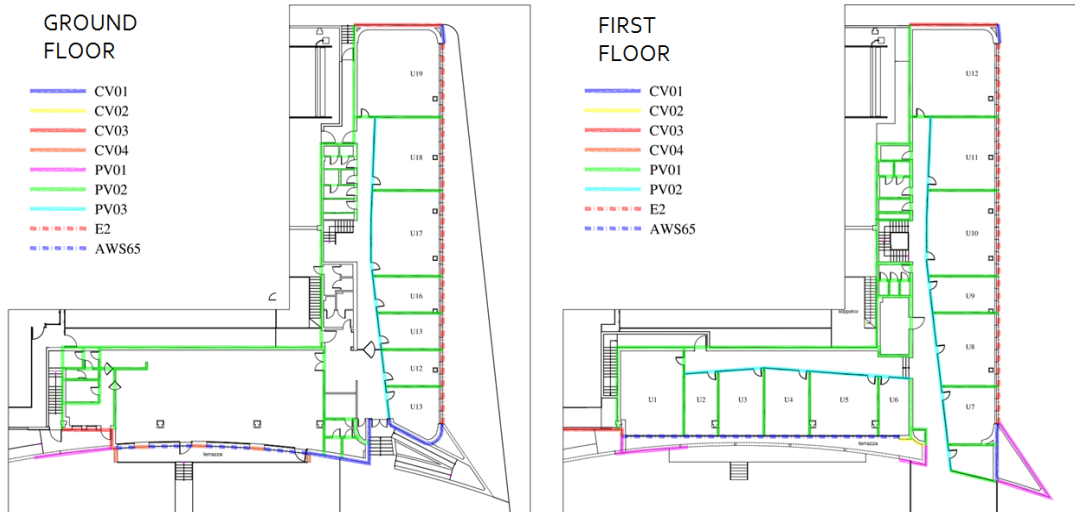 GROUND
FLOOR
CV01
CV02
CV03
CV04
PV01
PV02
PV03
E2
AWS65
U19
U18
U17
U16
U13
U12
U13
terrazza
FIRST
FLOOR
CV01
CV02
CV03
CV04
PV01
PV02
E2
AWS65
U12
U11
U10
U9
soppalco
U8
U7
U1
U2
U3
U4
U5
U6
terrazza